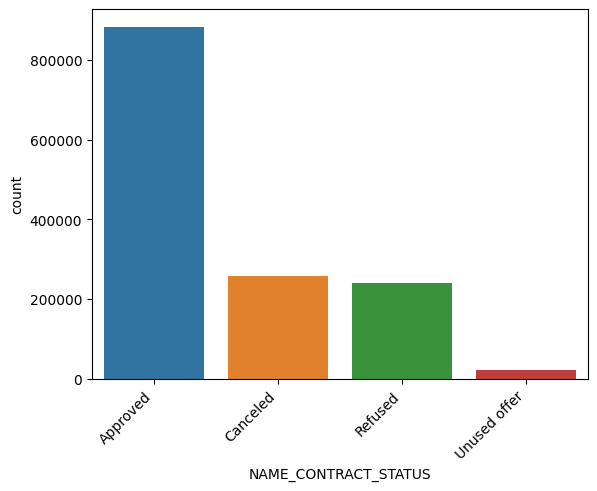 800000
600000
400000
200000
0
count
Approved
Canceled
Refused
Unused offer
NAME_CONTRACT_STATUS